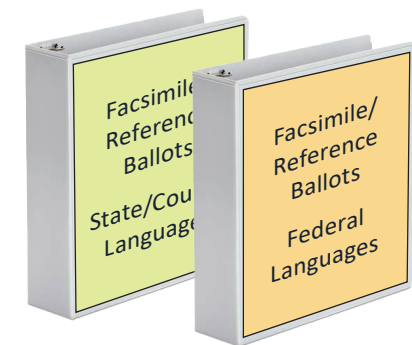 Facsimile
Referenc
Ballots
State/Cou
Language
Facsimile/
Reference
Ballots
Federal
Languages